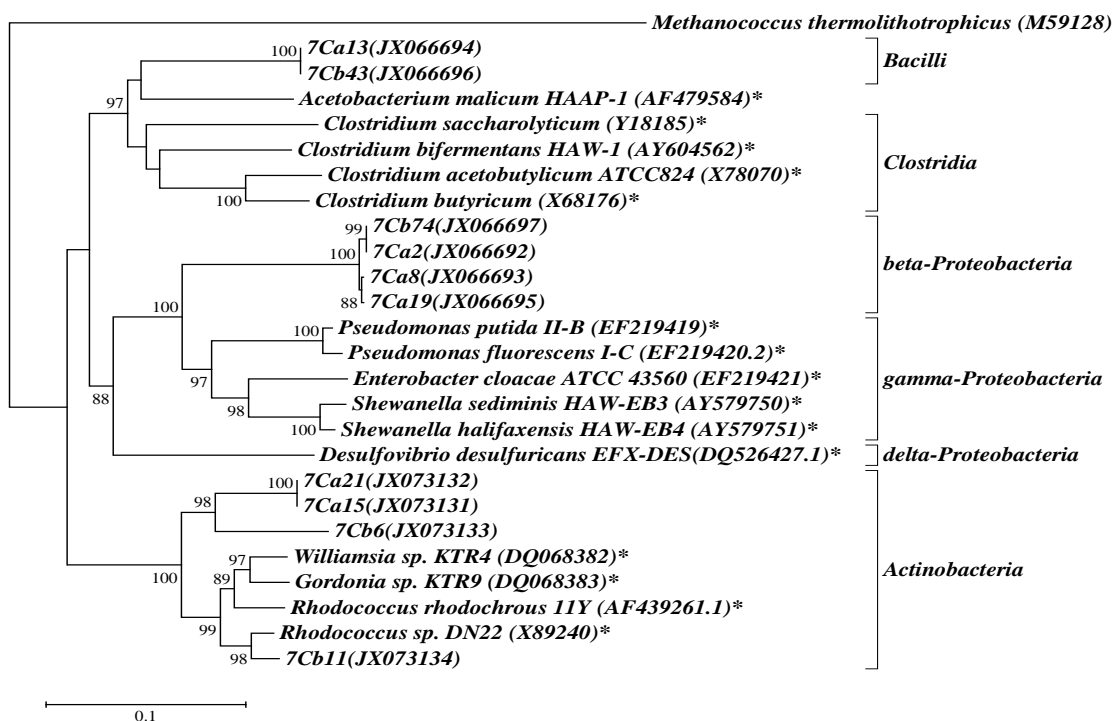 Methanococcus thermolithotrophicus (M59128)
100
7Ca13(JX066694)
7Cb43(JX066696)
Bacilli
97
Acetobacterium malicum HAAP-1 (AF479584)*
Clostridium saccharolyticum (Y18185)*
Clostridium bifermentans HAW-1 (AY604562)*
Clostridium acetobutylicum ATCC824 (X78070)*
100
Clostridium butyricum (X68176)*
Clostridia
99
7Cb74(JX066697)
7Ca2(JX066692)
100
7Ca8(JX066693)
88
7Ca19(JX066695)
beta-Proteobacteria
100
100
Pseudomonas putida II-B (EF219419)*
Pseudomonas fluorescens I-C (EF219420.2)*
97
Enterobacter cloacae ATCC 43560 (EF219421)*
98
Shewanella sediminis HAW-EB3 (AY579750)*
100
Shewanella halifaxensis HAW-EB4 (AY579751)*
gamma-Proteobacteria
88
Desulfovibrio desulfuricans EFX-DES(DQ526427.1)*
delta-Proteobacteria
100
7Ca21(JX073132)
98
7Ca15(JX073131)
7Cb6(JX073133)
100
97
Williamsia sp. KTR4 (DQ068382)*
Gordonia sp. KTR9 (DQ068383)*
89
Rhodococcus rhodochrous 11Y (AF439261.1)*
99
Rhodococcus sp. DN22 (X89240)*
98
7Cb11(JX073134)
Actinobacteria
0.1